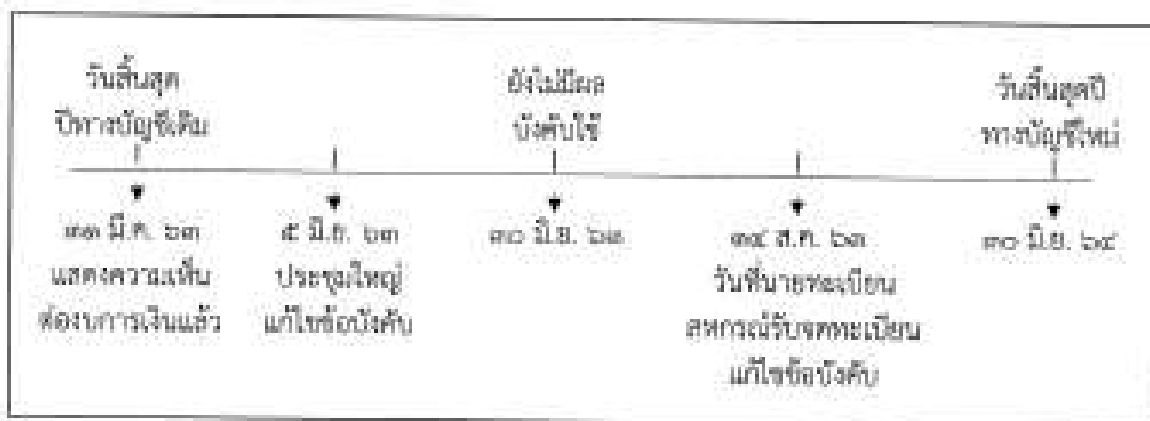 วันสิ้นสุด
ปีทางบัญชีเดิม
ยังไม่มีผล
บังคับใช้
วันสิ้นสุดปี
ทางบัญชีใหม่
๓๑ มี.ค. ๖๓
แสดงความเห็น
ต่องบการเงินแล้ว
๕ มิ.ย. ๖๓
ประชุมใหญ่
แก้ไขข้อบังคับ
๓๐ มิ.ย. ๖๓
ส.ค. ๖๓
วันที่นายทะเบียน
สหกรณ์รับจดทะเบียน
แก้ไขข้อบังคับ
๓๐ มิ.ย. ๖๔